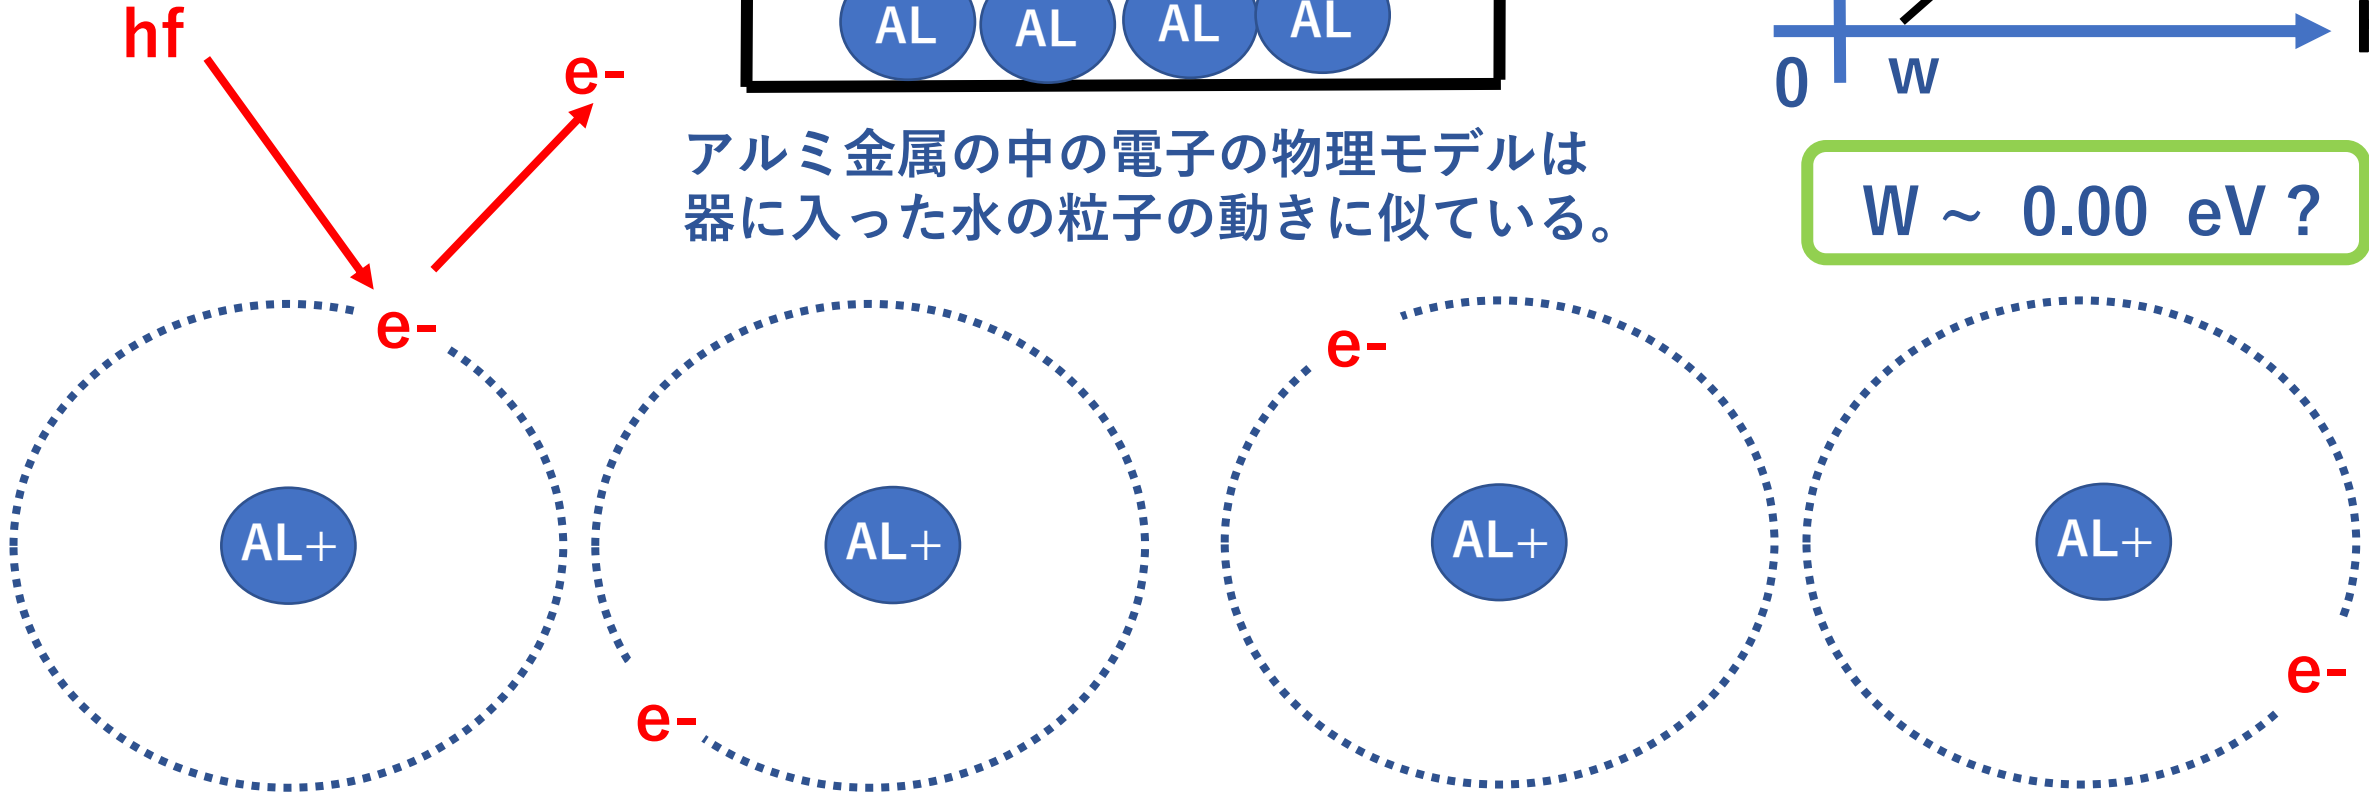 hf
e-
AL AL AL AL
0 w
アルミ金属の中の電子の物理モデルは
器に入った水の粒子の動きに似ている。
W ~ 0.00 eV ?
e-
e-
AL+ AL+ AL+ AL+
e-
e-